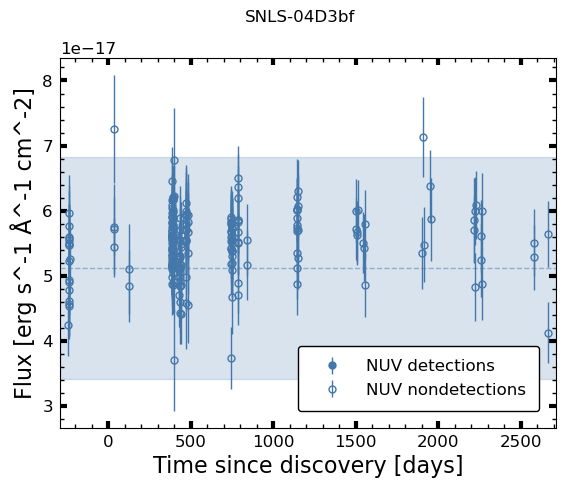 SNLS-04D3bf
1e−17
8
7
6
5
4
3
Flux [erg s^-1 Å^-1 cm^-2]
NUV detections
NUV nondetections
0 500 1000 1500 2000 2500
Time since discovery [days]